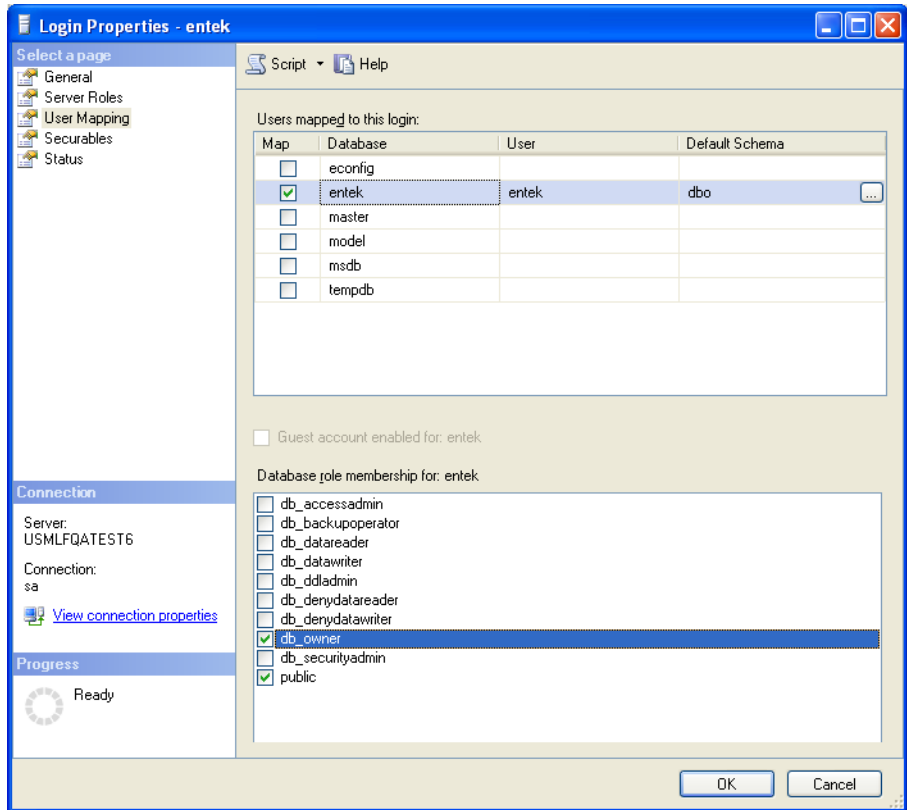 Login Properties - entek
Select a page
General
Server Roles
User Mapping
Securables
Status
Script Help
Users mapped to this login:
Map Database User Default Schema
econfig
entek entek dbo ...
master
model
msdb
tempdb
Guest account enabled for: entek
Database role membership for: entek
db_accessadmin
db_backupoperator
db_datareader
db_datawriter
db_ddladmin
db_denydatareader
db_denydatawriter
db_owner
db_securityadmin
public
Connection
Server:
USMLFQATEST6
Connection:
sa
View connection properties
Progress
Ready
OK Cancel